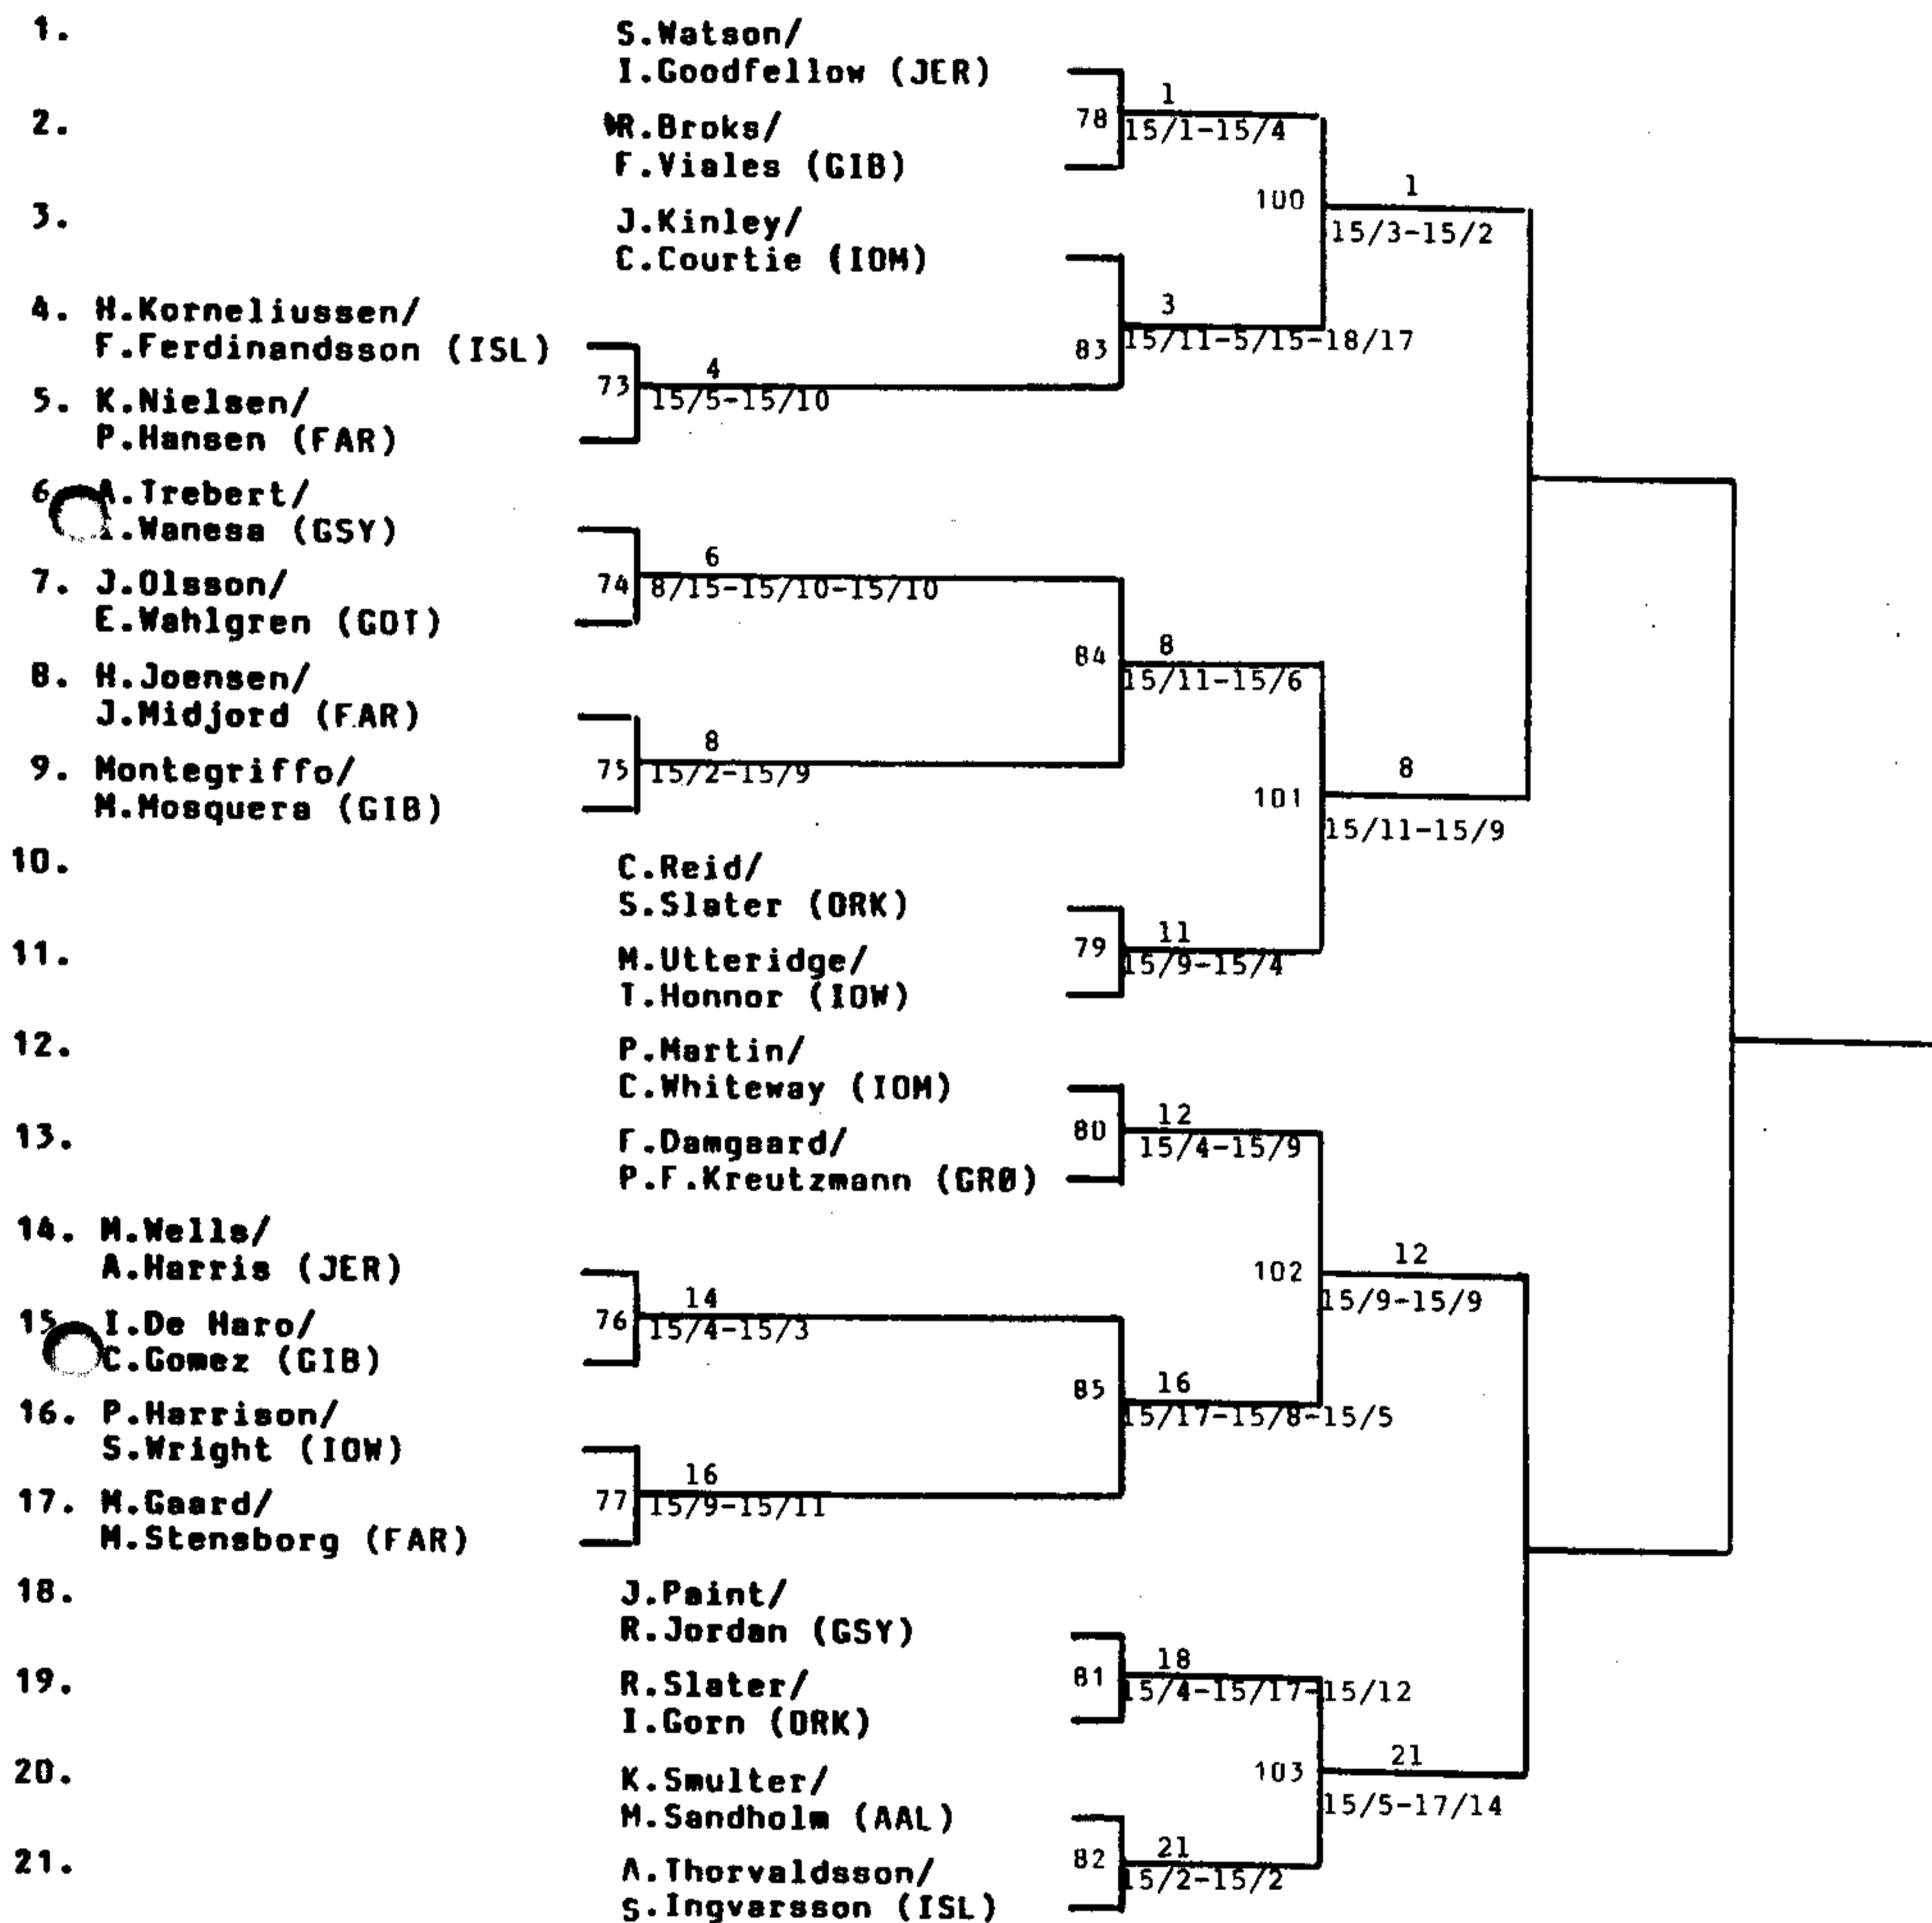 1.
S.Watson/
I.Goodfellow (JER)
78
1
15/1-15/4
2.
R.Broks/
F.Viales (GIB)
100
1
15/3-15/2
3.
J.Kinley/
C.Courtie (IOM)
83
3
15/11-5/15-18/17
4. H.Korneliussen/
F.Ferdinandsson (ISL)
73
4
15/5-15/10
5. K.Nielsen/
P.Hansen (FAR)
6. A.Trebert/
.Wanesa (GSY)
74
6
8/15-15/10-15/10
7. J.Olsson/
E.Wahlgren (GOT)
84
8
15/11-15/6
8. H.Joensen/
J.Midjord (FAR)
75
8
15/2-15/9
9. Montegriffo/
M.Mosquera (GIB)
101
8
15/11-15/9
10.
C.Reid/
S.Slater (ORK)
79
11
15/9-15/4
11.
M.Utteridge/
T.Honnor (IOW)
12.
P.Martin/
C.Whiteway (IOM)
80
12
15/4-15/9
13.
F.Damgaard/
P.F.Kreutzmann (GRØ)
14. M.Wells/
A.Harris (JER)
102
12
15/9-15/9
76
14
15/4-15/3
15. I.De Haro/
C.Gomez (GIB)
85
16
15/17-15/8-15/5
16. P.Harrison/
S.Wright (IOW)
77
16
15/9-15/11
17. M.Gaard/
M.Stensborg (FAR)
18.
J.Paint/
R.Jordan (GSY)
81
18
15/4-15/17-15/12
19.
R.Slater/
I.Gorn (ORK)
103
21
15/5-17/14
20.
K.Smulter/
M.Sandholm (AAL)
82
21
15/2-15/2
21.
A.Thorvaldsson/
S.Ingvarsson (ISL)